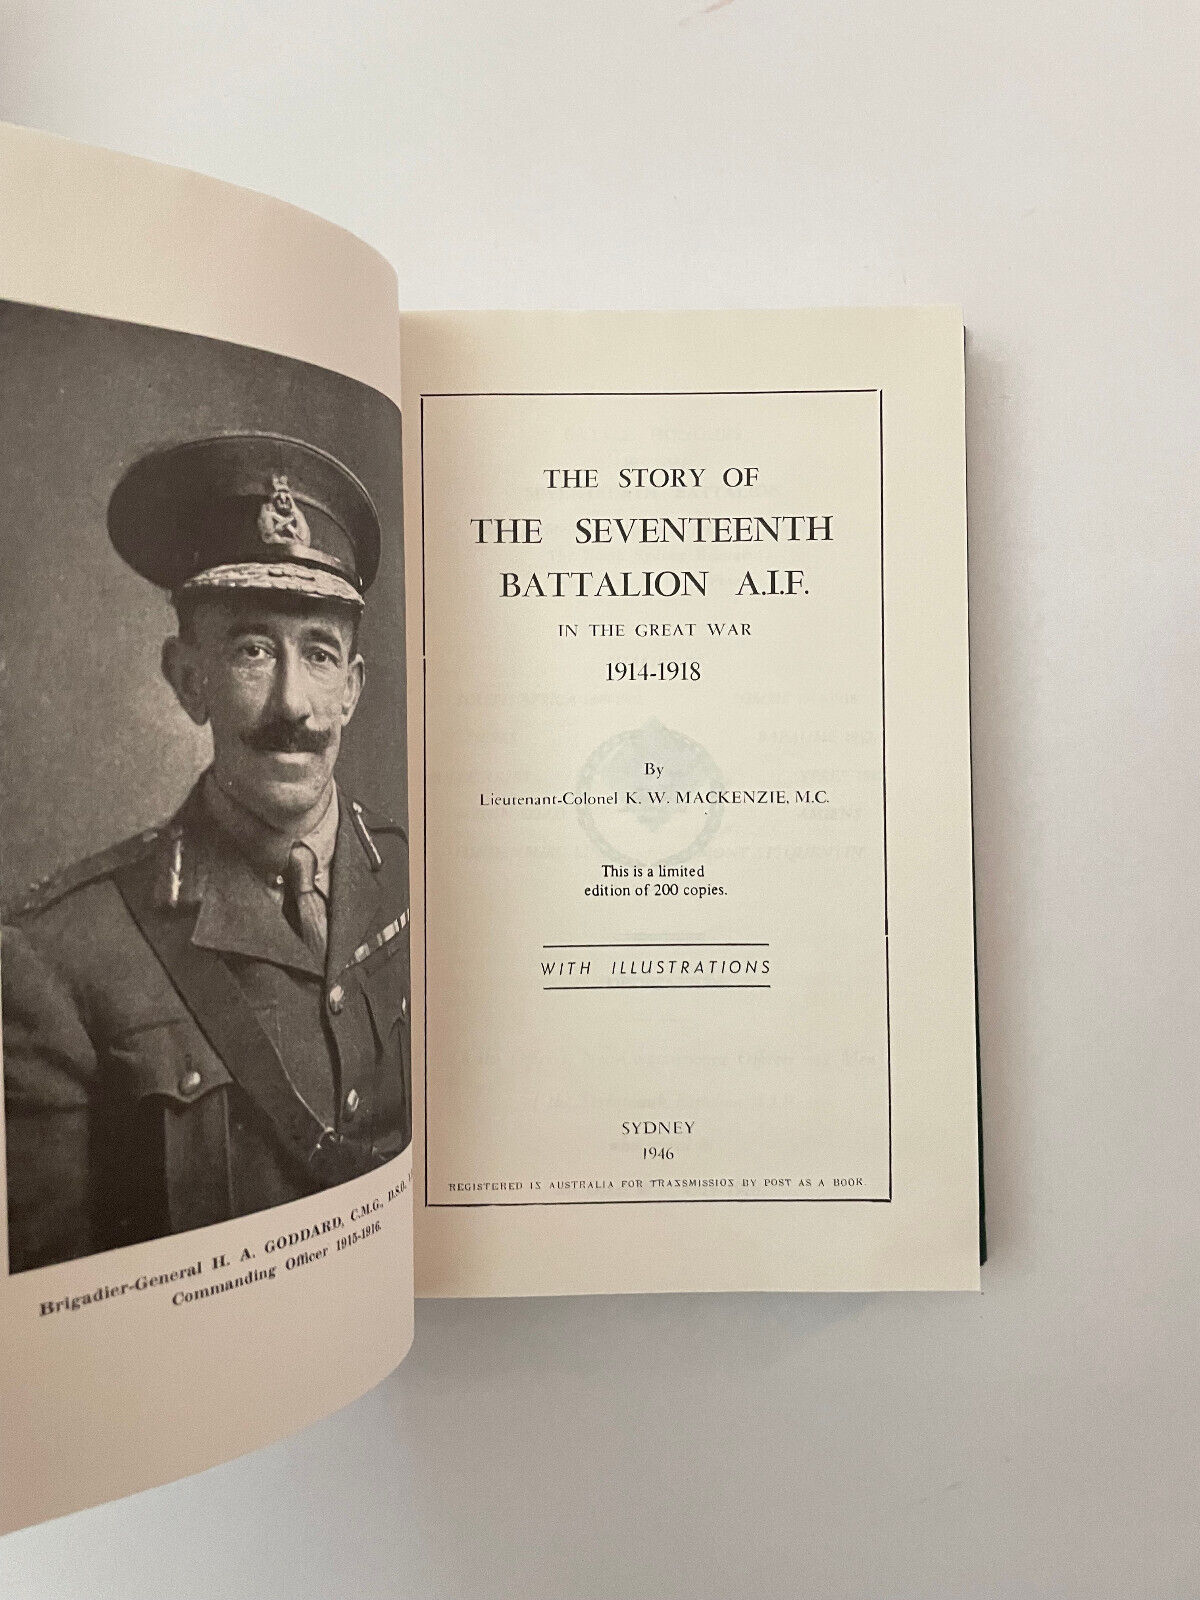 Brigadier-General H. A. GODDARD, C.M.G., D.S.O.
Commanding Officer 1915-1916.
THE STORY OF
THE SEVENTEENTH
BATTALION A.I.F.
IN THE GREAT WAR
1914-1918
By
Lieutenant-Colonel K. W. MACKENZIE, M.C.
This is a limited
edition of 200 copies.
WITH ILLUSTRATIONS
SYDNEY
1946
REGISTERED IN AUSTRALIA FOR TRANSMISSION BY POST AS A BOOK.